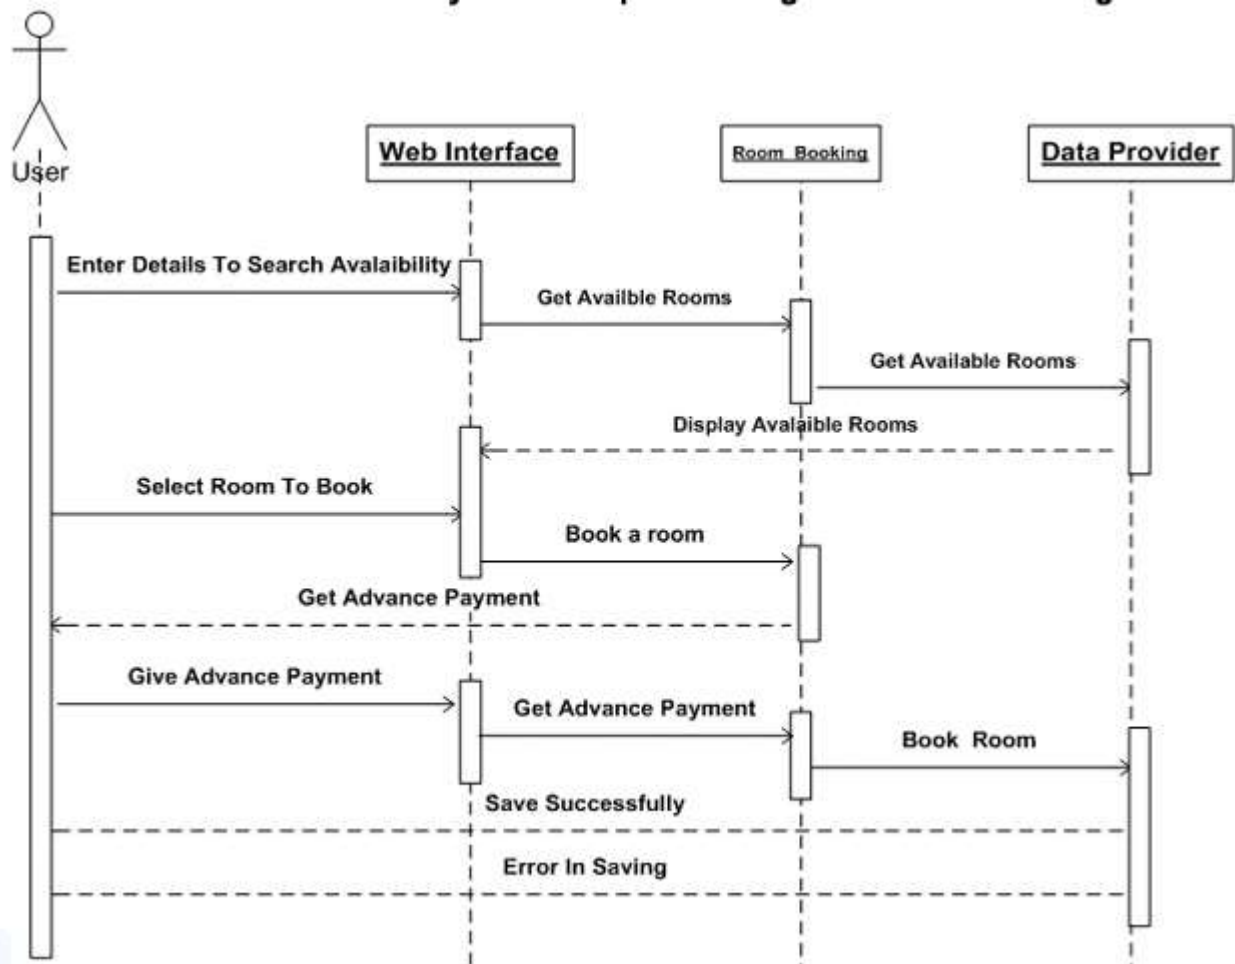 User
Web Interface
Room Booking
Data Provider
Enter Details To Search Avalaibility
Get Availble Rooms
Get Available Rooms
Display Avalaible Rooms
Select Room To Book
Book a room
Get Advance Payment
Give Advance Payment
Get Advance Payment
Book Room
Save Successfully
Error In Saving